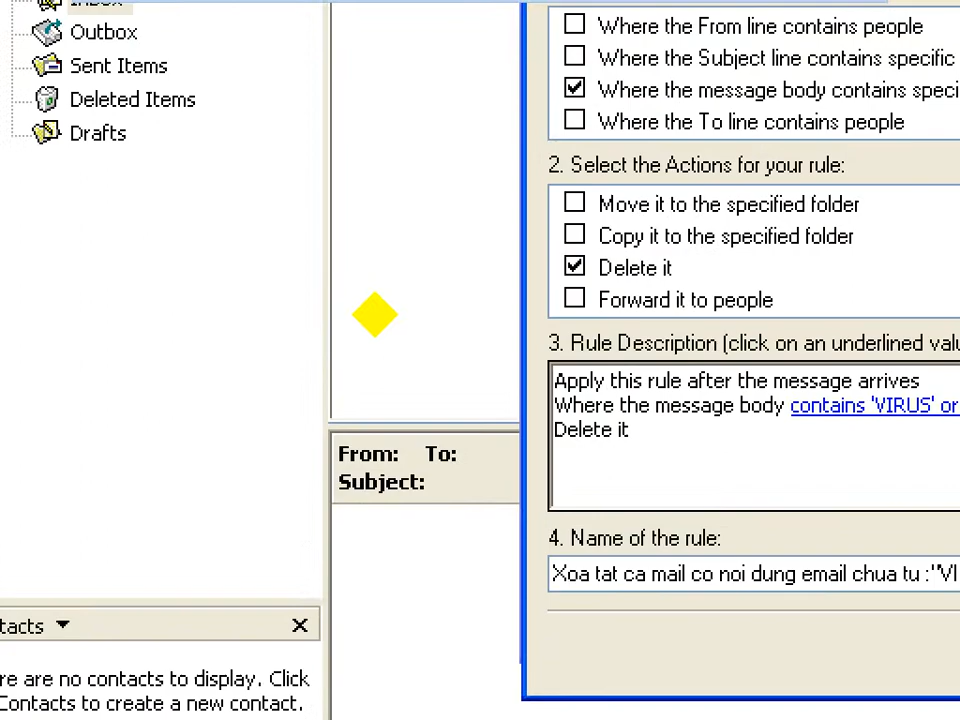 Inbox
Outbox
Sent Items
Deleted Items
Drafts
Where the From line contains people
Where the Subject line contains specific
Where the message body contains speci
Where the To line contains people
2. Select the Actions for your rule:
Move it to the specified folder
Copy it to the specified folder
Delete it
Forward it to people
3. Rule Description (click on an underlined valu
Apply this rule after the message arrives
Where the message body contains 'VIRUS' or
Delete it
From: To:
Subject:
4. Name of the rule:
Xoa tat ca mail co noi dung email chua tu :"VI
tacts
re are no contacts to display. Click
Contacts to create a new contact.